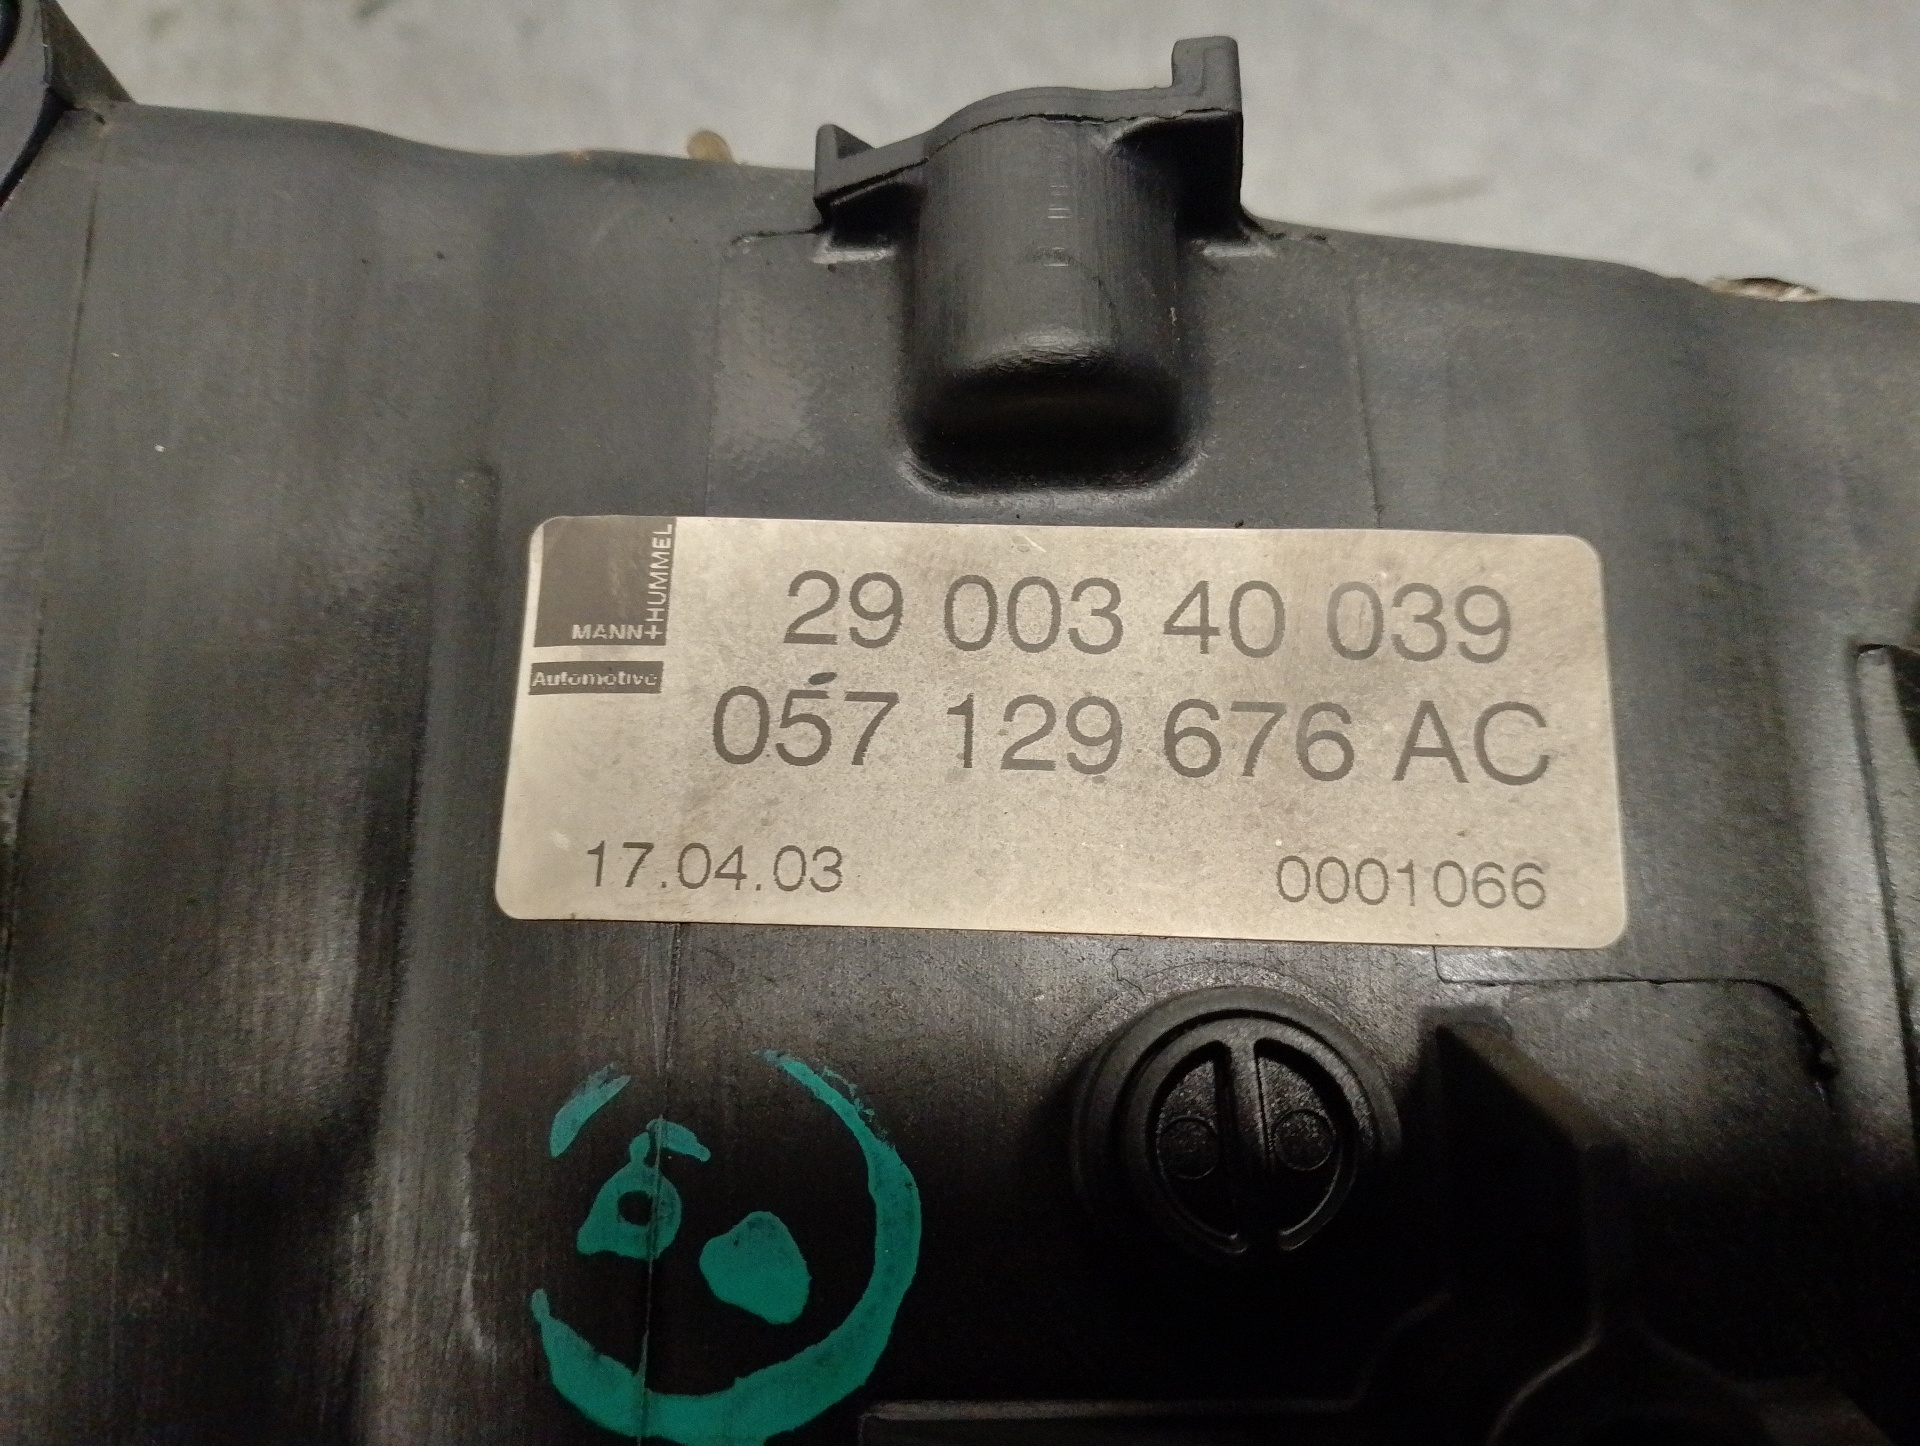 MANN+HUMMEL
Automotive
29 003 40 039
057 129 676 AC
17.04.03
0001066